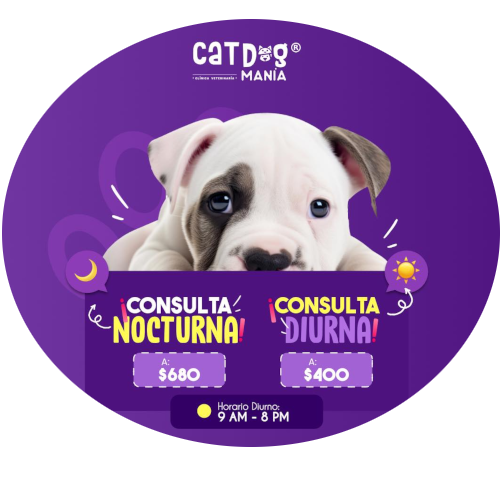 CATDOG®
CLÍNICA VETERINARIA
MANÍA
¡CONSULTA
NOCTURNA!
A:
$680
¡CONSULTA
DIURNA!
A:
$400
Horario Diurno:
9 AM - 8 PM